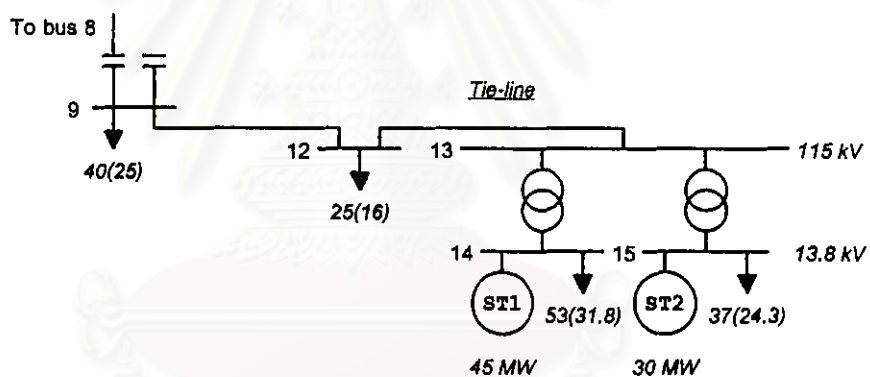 To bus 8
9
40(25)
Tie-line
12
25(16)
13
115 kV
14
15
13.8 kV
ST1
53(31.8)
ST2
37(24.3)
45 MW
30 MW